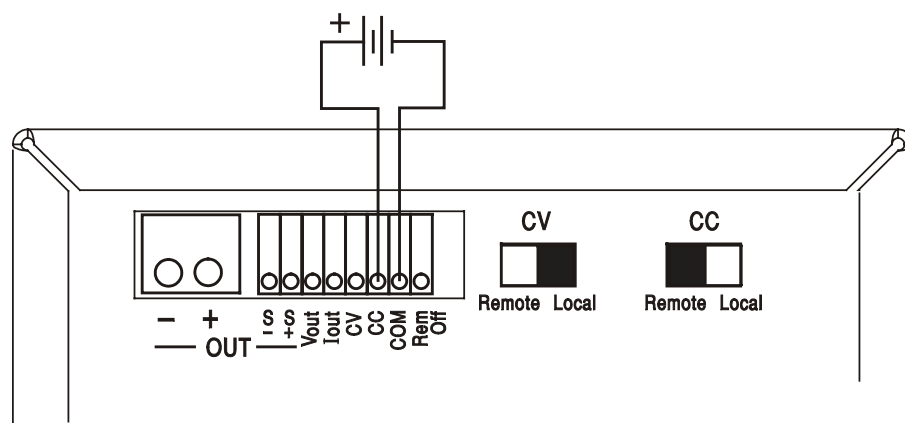 +
CV CC
Remote Local Remote Local
- +
OUT
S -
S +
Vout
Iout
CV
CC
COM
Rem Off